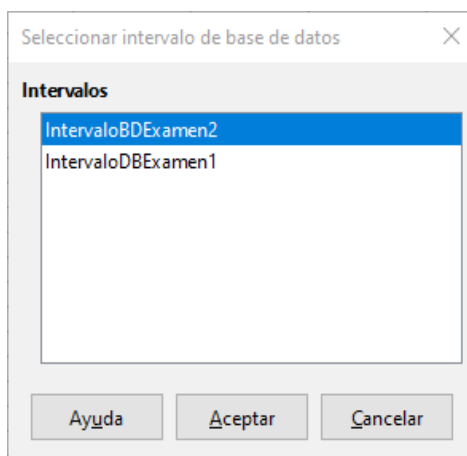 Seleccionar intervalo de base de datos
Intervalos
IntervaloBDExamen2
IntervaloDBExamen1
Ayuda Aceptar Cancelar